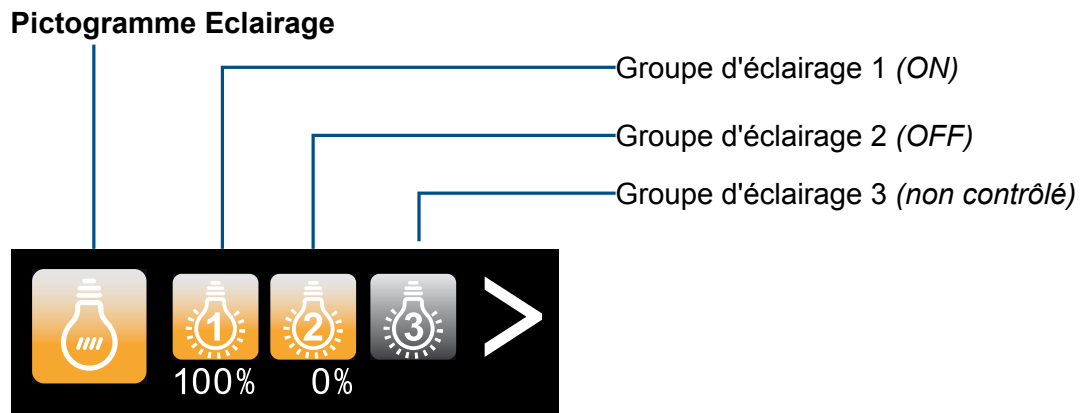 Pictogramme Eclairage
Groupe d'éclairage 1 (ON)
Groupe d'éclairage 2 (OFF)
Groupe d'éclairage 3 (non contrôlé)
1 2 3 >
100% 0%